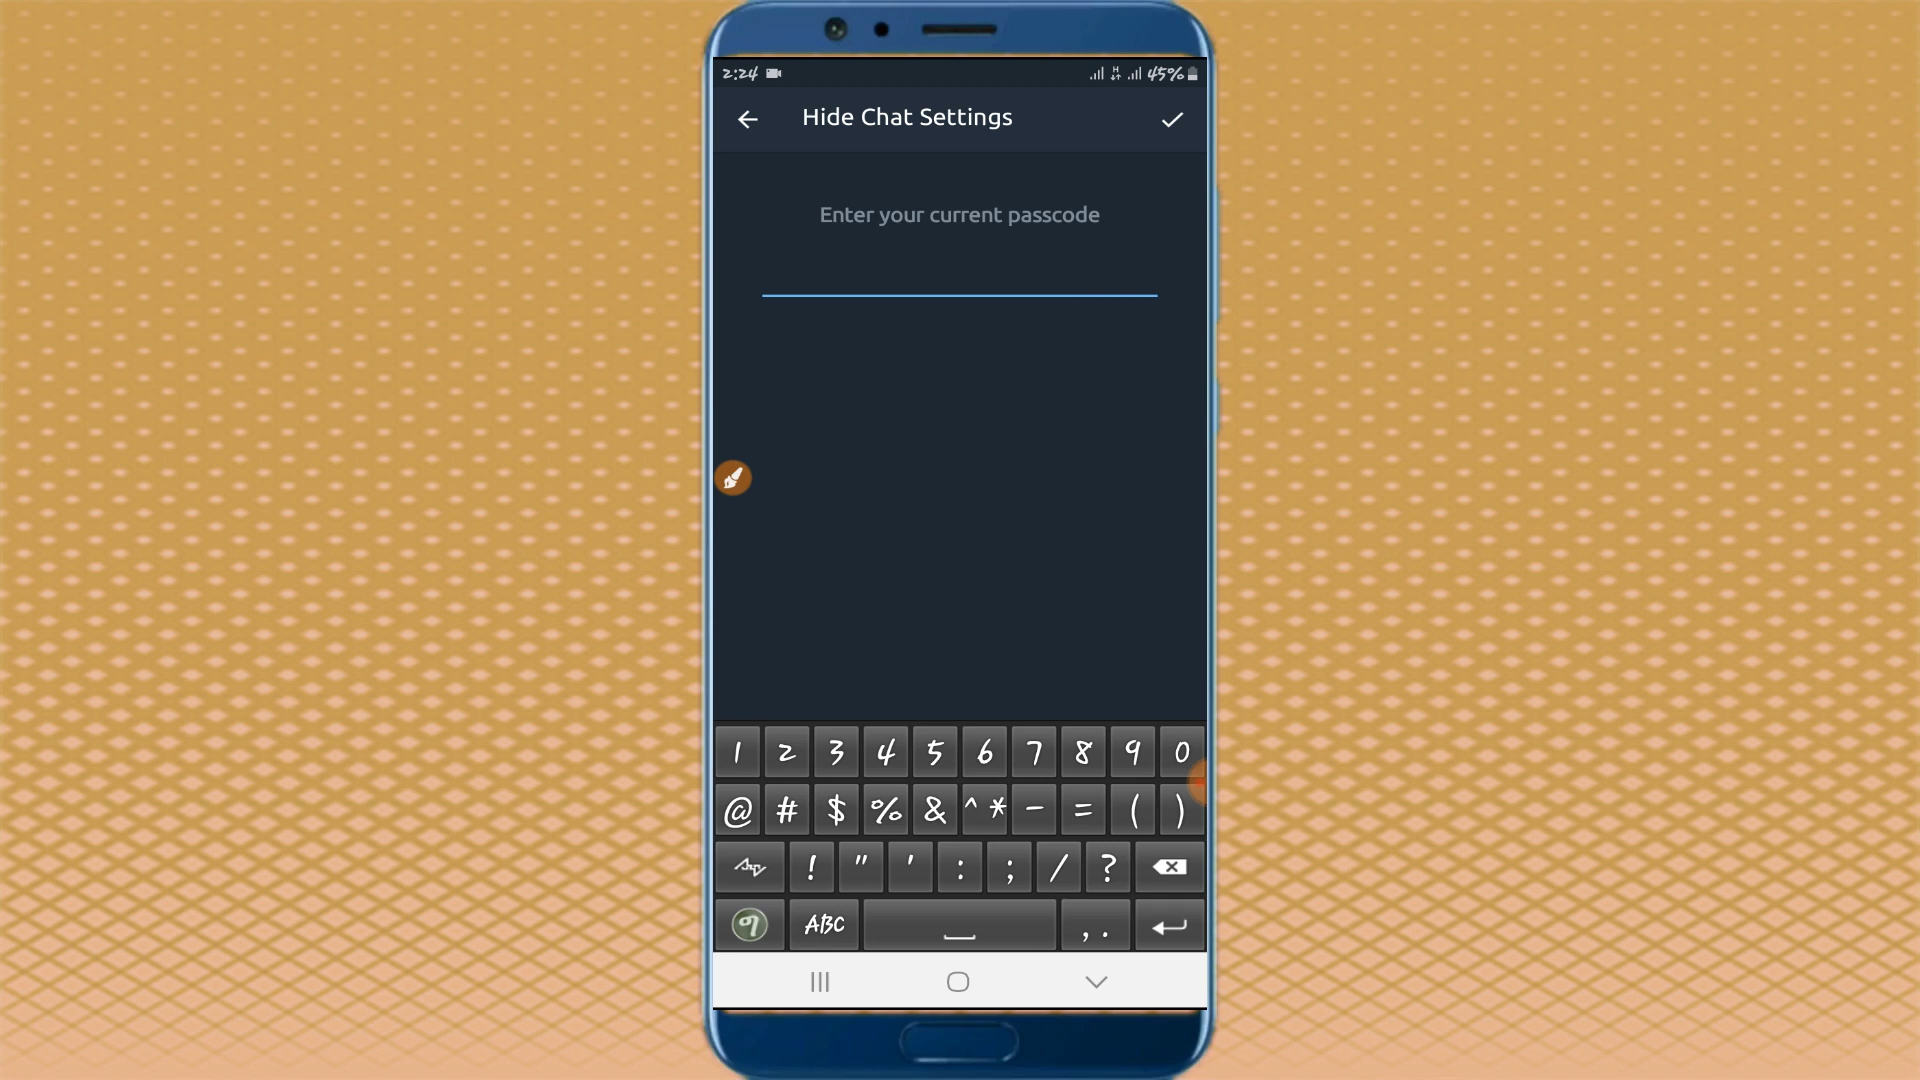 2:24 H 45%
Hide Chat Settings
Enter your current passcode
1 2 3 4 5 6 7 8 9 0
@ # $ % & ^ * - = ( )
! " ' : ; / ?
ABC , .